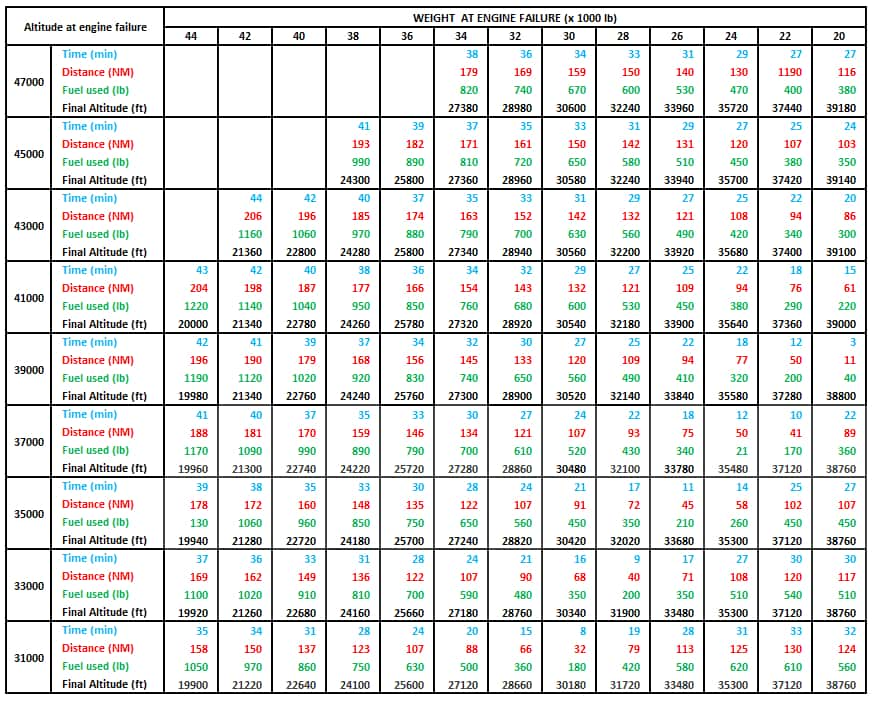 Altitude at engine failure
WEIGHT AT ENGINE FAILURE (x 1000 lb)
44 42 40 38 36 34 32 30 28 26 24 22 20
47000
Time (min) 38 36 34 33 31 29 27 27
Distance (NM) 179 169 159 150 140 130 1190 116
Fuel used (lb) 820 740 670 600 530 470 400 380
Final Altitude (ft) 27380 28980 30600 32240 33960 35720 37440 39180
45000
Time (min) 41 39 37 35 33 31 29 27 25 24
Distance (NM) 193 182 171 161 150 142 131 120 107 103
Fuel used (lb) 990 890 810 720 650 580 510 450 380 350
Final Altitude (ft) 24300 25800 27360 28960 30580 32240 33940 35700 37420 39140
43000
Time (min) 44 42 40 37 35 33 31 29 27 25 22 20
Distance (NM) 206 196 185 174 163 152 142 132 121 108 94 86
Fuel used (lb) 1160 1060 970 880 790 700 630 560 490 420 340 300
Final Altitude (ft) 21360 22800 24280 25800 27340 28940 30560 32200 33920 35680 37400 39100
41000
Time (min) 43 42 40 38 36 34 32 29 27 25 22 18 15
Distance (NM) 204 198 187 177 166 154 143 132 121 109 94 76 61
Fuel used (lb) 1220 1140 1040 950 850 760 680 600 530 450 380 290 220
Final Altitude (ft) 20000 21340 22780 24260 25780 27320 28920 30540 32180 33900 35640 37360 39000
39000
Time (min) 42 41 39 37 34 32 30 27 25 22 18 12 3
Distance (NM) 196 190 179 168 156 145 133 120 109 94 77 50 11
Fuel used (lb) 1190 1120 1020 920 830 740 650 560 490 410 320 200 40
Final Altitude (ft) 19980 21340 22760 24240 25760 27300 28900 30520 32140 33840 35580 37280 38800
37000
Time (min) 41 40 37 35 33 30 27 24 22 18 12 10 22
Distance (NM) 188 181 170 159 146 134 121 107 93 75 50 41 89
Fuel used (lb) 1170 1090 990 890 790 700 610 520 430 340 21 170 360
Final Altitude (ft) 19960 21300 22740 24220 25720 27280 28860 30480 32100 33780 35480 37120 38760
35000
Time (min) 39 38 35 33 30 28 24 21 17 11 14 25 27
Distance (NM) 178 172 160 148 135 122 107 91 72 45 58 102 107
Fuel used (lb) 130 1060 960 850 750 650 560 450 350 210 260 450 450
Final Altitude (ft) 19940 21280 22720 24180 25700 27240 28820 30420 32020 33680 35300 37120 38760
33000
Time (min) 37 36 33 31 28 24 21 16 9 17 27 30 30
Distance (NM) 169 162 149 136 122 107 90 68 40 71 108 120 117
Fuel used (lb) 1100 1020 910 810 700 590 480 350 200 350 510 540 510
Final Altitude (ft) 19920 21260 22680 24160 25660 27180 28760 30340 31900 33480 35300 37120 38760
31000
Time (min) 35 34 31 28 24 20 15 8 19 28 31 33 32
Distance (NM) 158 150 137 123 107 88 66 32 79 113 125 130 124
Fuel used (lb) 1050 970 860 750 630 500 360 180 420 580 620 610 560
Final Altitude (ft) 19900 21220 22640 24100 25600 27120 28660 30180 31720 33480 35300 37120 38760